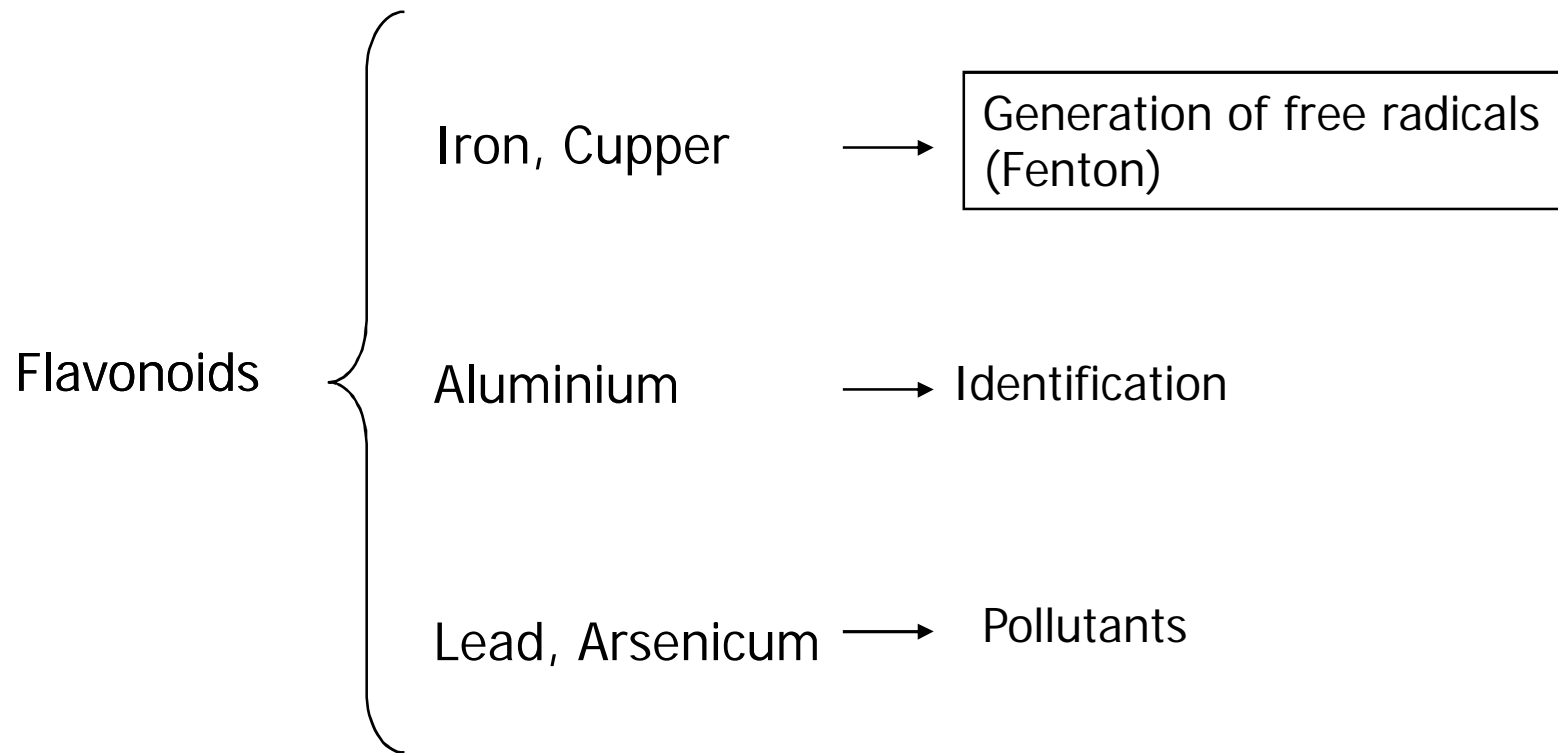 Flavonoids
Iron, Cupper
Generation of free radicals
(Fenton)
Aluminium
Identification
Lead, Arsenicum
Pollutants